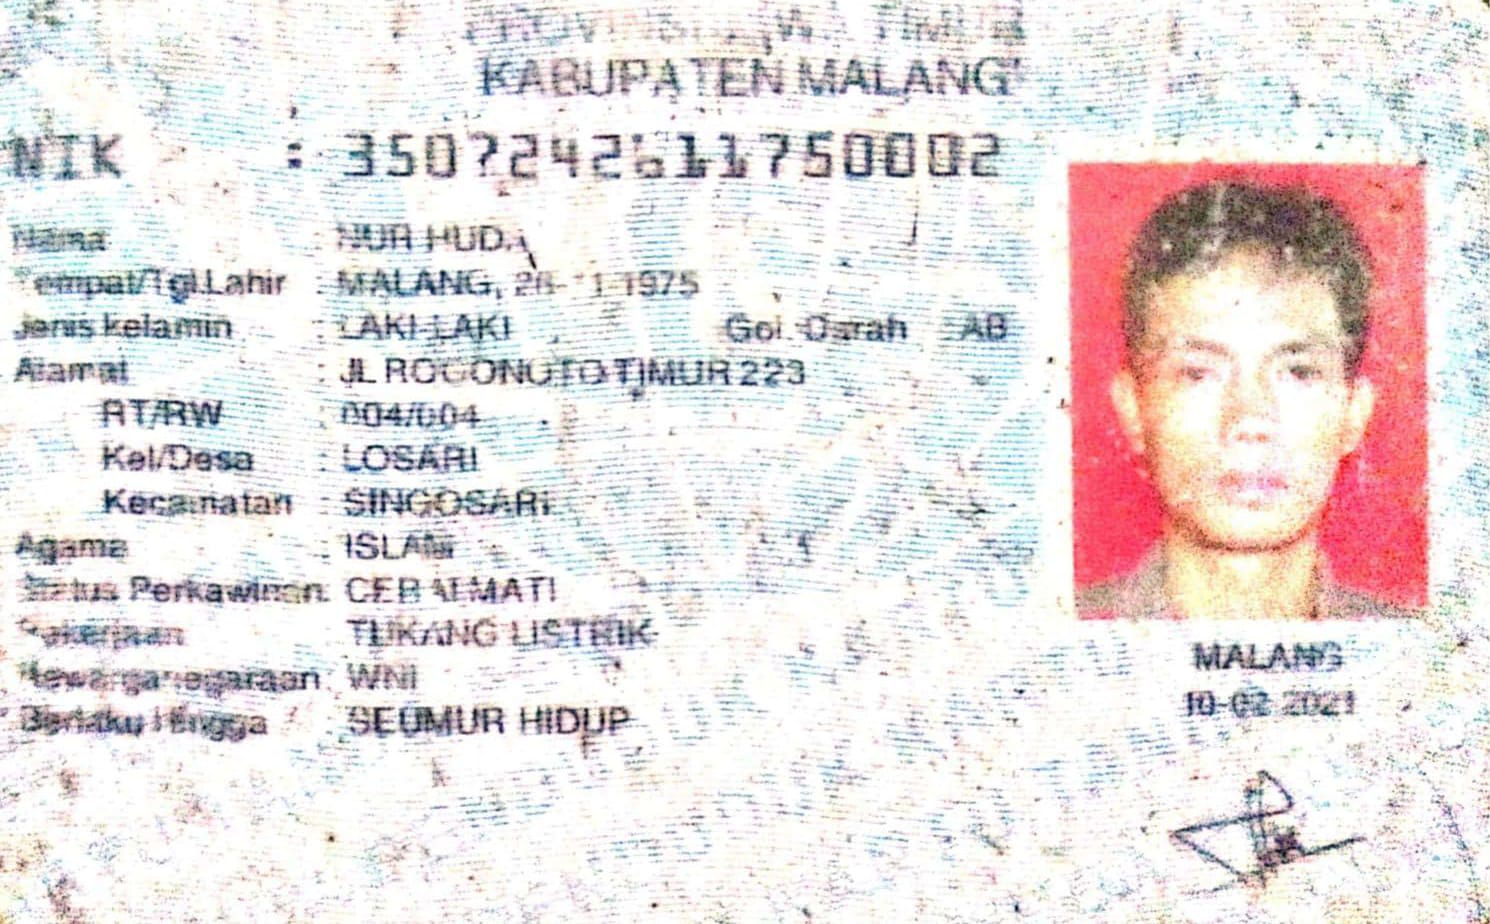 PROVINSI JAWA TIMUR
KABUPATEN MALANG
NIK : 3507242611750002
Nama : NUR HUDA
Tempat/Tgl.Lahir : MALANG, 26-11-1975
Jenis kelamin : LAKI-LAKI Gol. Darah AB
Alamat : JL ROGONOTO TIMUR 223
RT/RW : 004/004
Kel/Desa : LOSARI
Kecamatan : SINGOSARI
Agama : ISLAM
Status Perkawinan: CERAI MATI
Pekerjaan TUKANG LISTRIK
Kewarganegaraan WNI
Berlaku Hingga : SEUMUR HIDUP
MALANG
10-02-2021